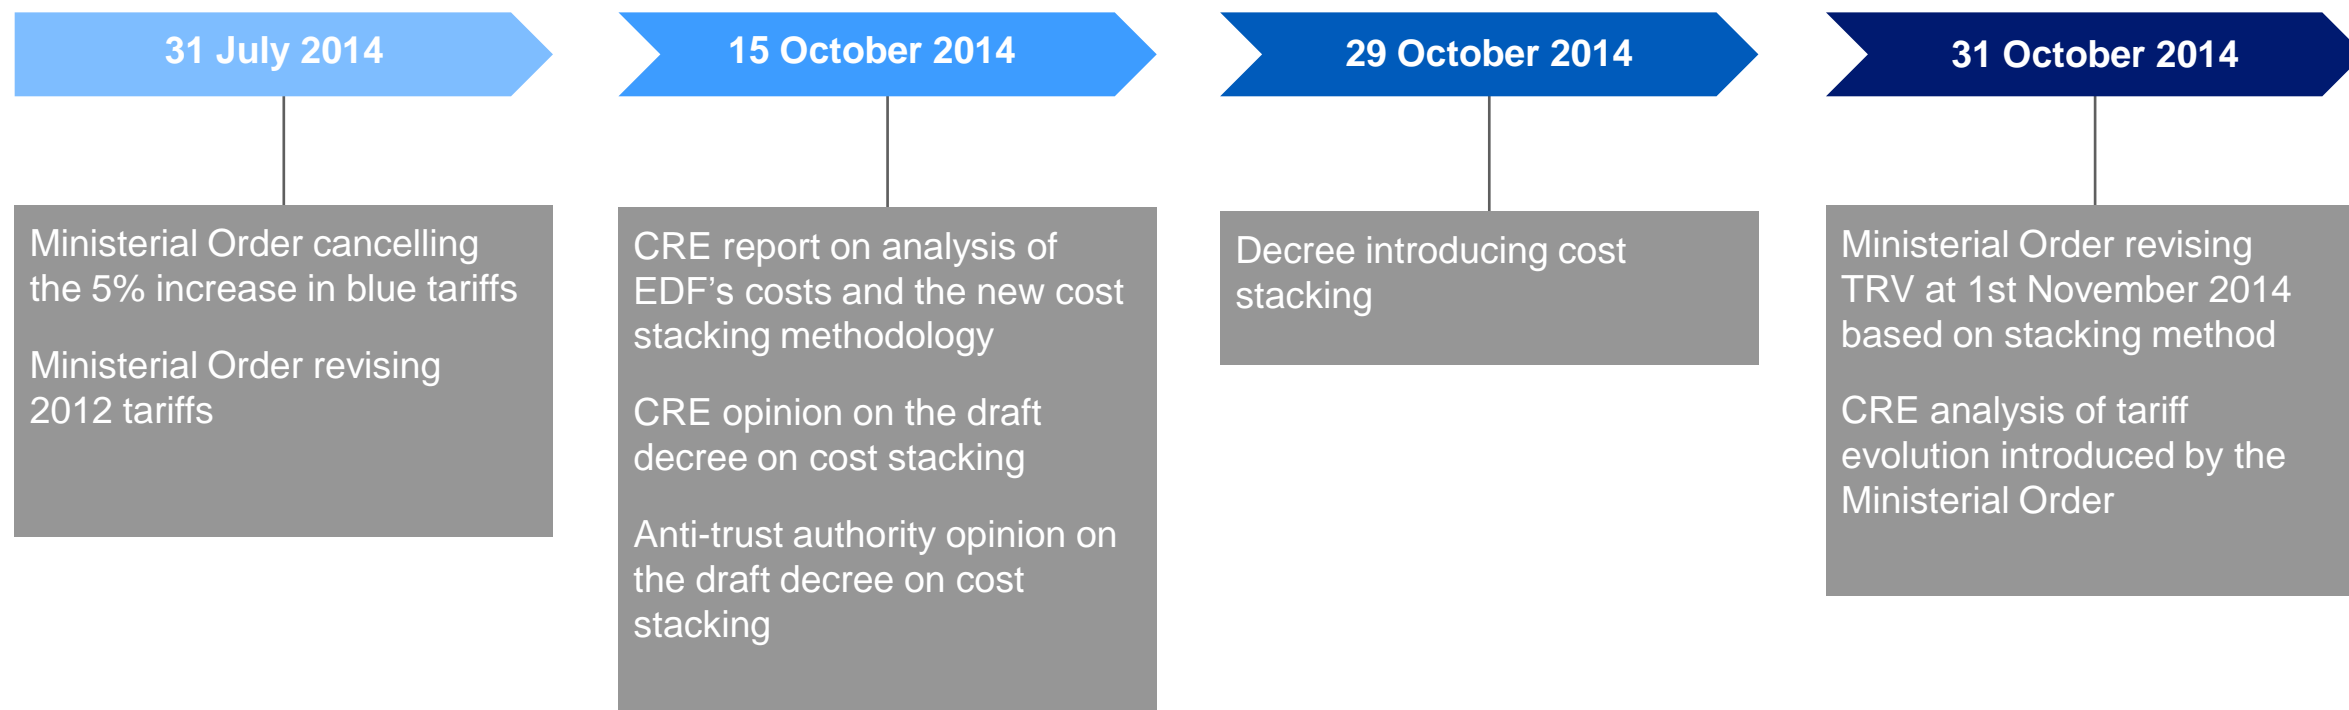 31 July 2014
Ministerial Order cancelling
the 5% increase in blue tariffs
Ministerial Order revising
2012 tariffs
15 October 2014
CRE report on analysis of
EDF’s costs and the new cost
stacking methodology
CRE opinion on the draft
decree on cost stacking
Anti-trust authority opinion on
the draft decree on cost
stacking
29 October 2014
Decree introducing cost
stacking
31 October 2014
Ministerial Order revising
TRV at 1st November 2014
based on stacking method
CRE analysis of tariff
evolution introduced by the
Ministerial Order